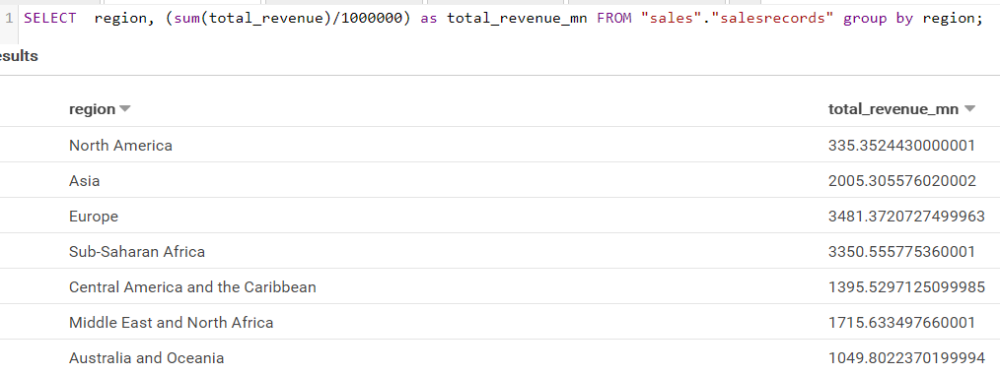 1 SELECT region, (sum(total_revenue)/1000000) as total_revenue_mn FROM "sales"."salesrecords" group by region;
esults
region total_revenue_mn
North America 335.3524430000001
Asia 2005.305576020002
Europe 3481.3720727499963
Sub-Saharan Africa 3350.555775360001
Central America and the Caribbean 1395.5297125099985
Middle East and North Africa 1715.633497660001
Australia and Oceania 1049.8022370199994